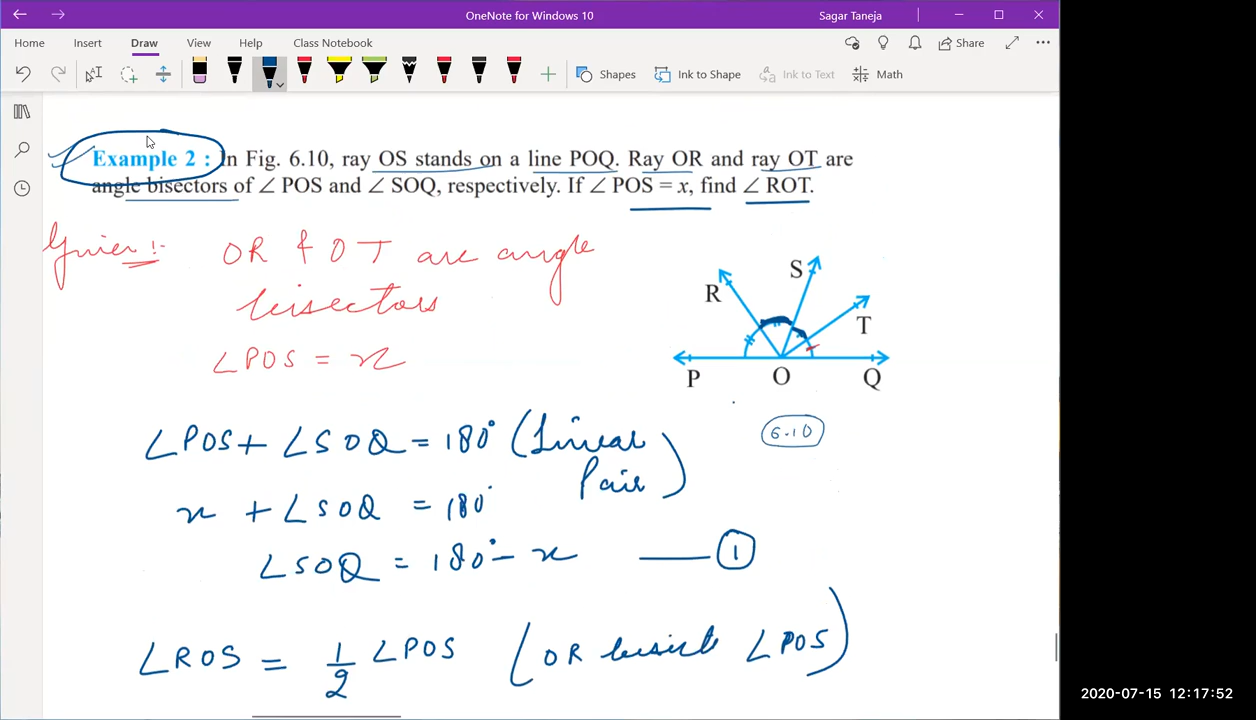 OneNote for Windows 10
Sagar Taneja
Home Insert Draw View Help Class Notebook
Share
Shapes Ink to Shape Ink to Text Math
Example 2 : In Fig. 6.10, ray OS stands on a line POQ. Ray OR and ray OT are
angle bisectors of ∠ POS and ∠ SOQ, respectively. If ∠ POS = x, find ∠ ROT.
Given :-
OR & OT are angle
bisectors
∠POS = x
S
R
T
P O Q
6.10
∠POS + ∠SOQ = 180° (Linear
Pair)
x + ∠SOQ = 180°
∠SOQ = 180° - x —— 1
∠ROS = 1/2 ∠POS (OR bisects ∠POS)
2020-07-15 12:17:52